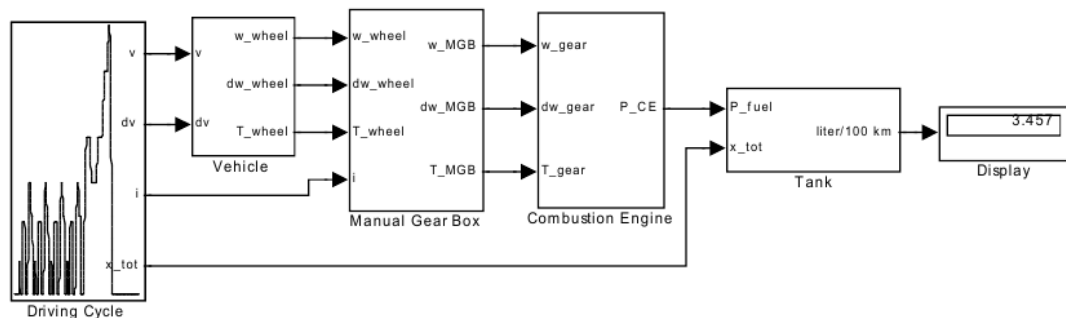 v
dv
i
x_tot
Driving Cycle
v
dv
w_wheel
dw_wheel
T_wheel
Vehicle
w_wheel
dw_wheel
T_wheel
i
w_MGB
dw_MGB
T_MGB
Manual Gear Box
w_gear
dw_gear
T_gear
P_CE
Combustion Engine
P_fuel
x_tot
liter/100 km
Tank
3.457
Display